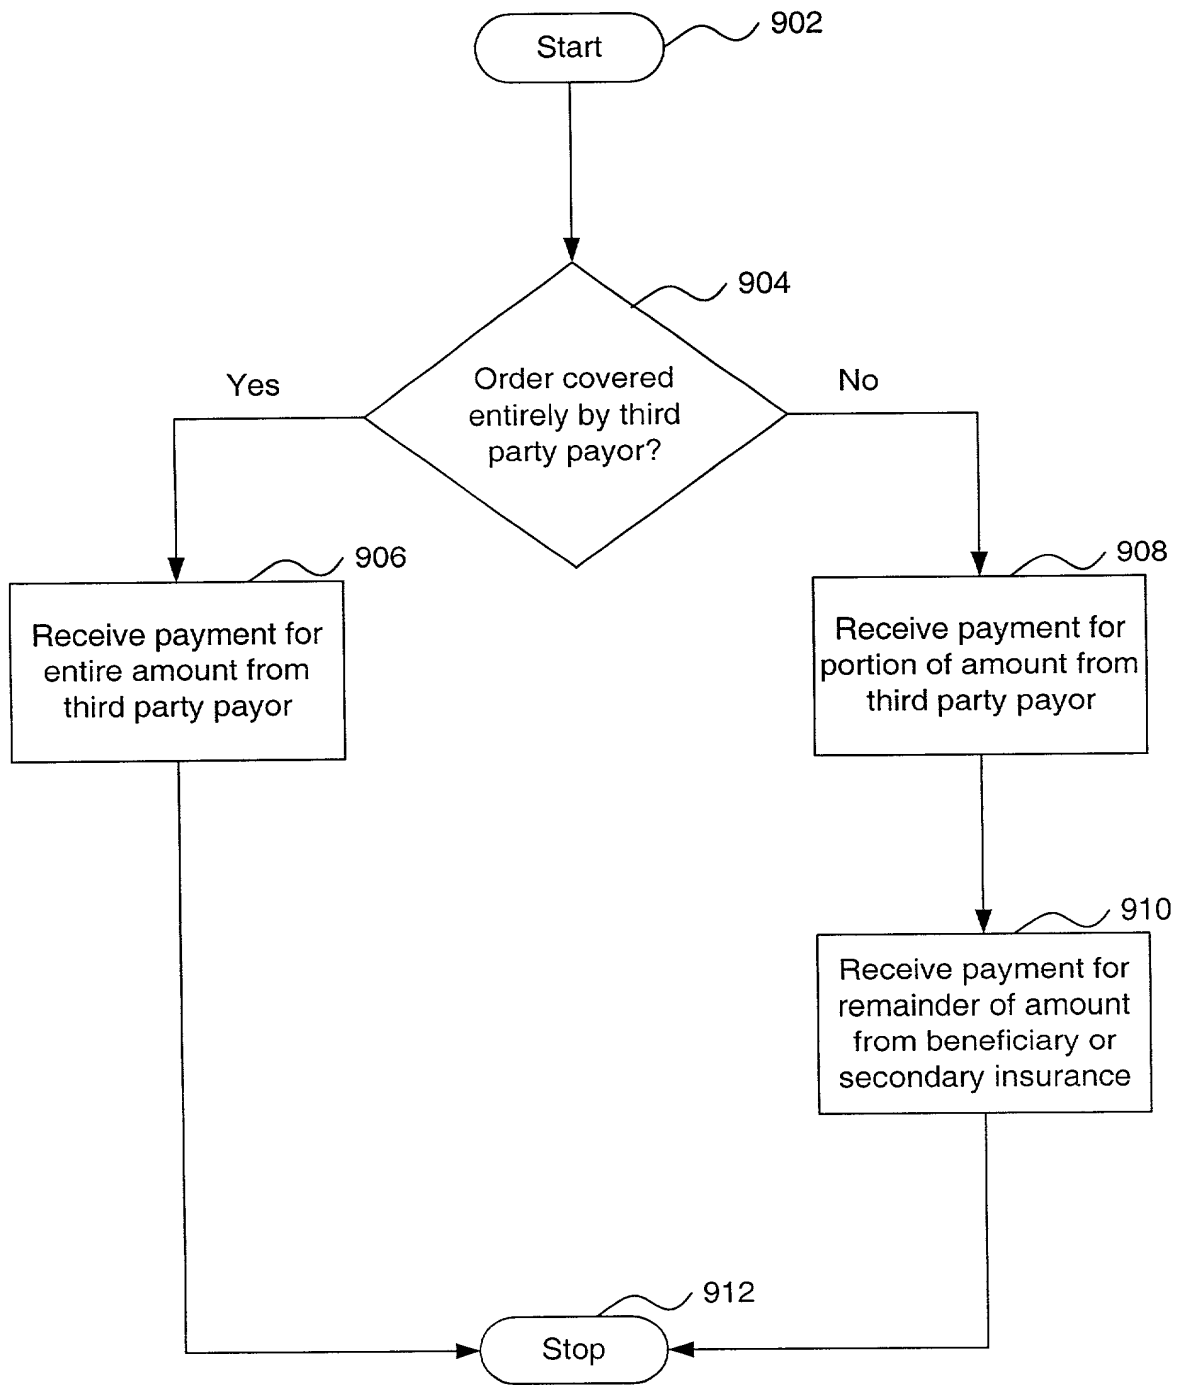 Start
902
904
Order covered
entirely by third
party payor?
Yes
No
906
Receive payment for
entire amount from
third party payor
908
Receive payment for
portion of amount from
third party payor
910
Receive payment for
remainder of amount
from beneficiary or
secondary insurance
912
Stop